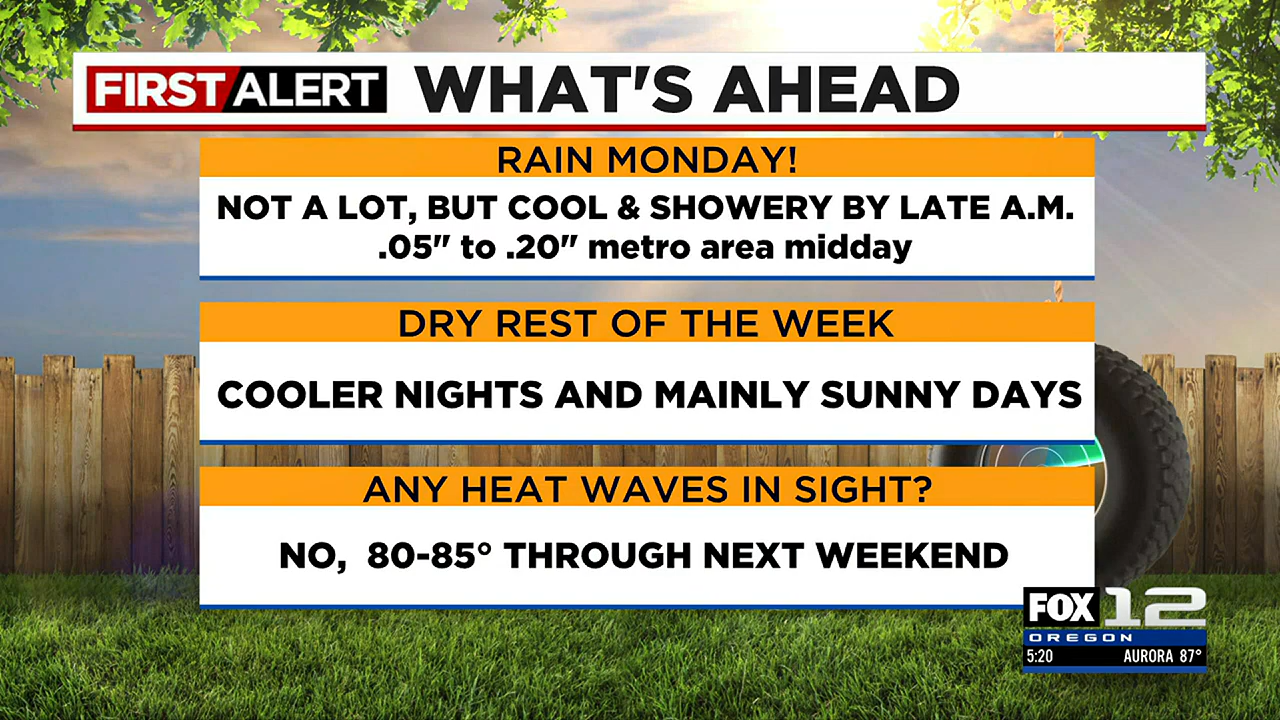 FIRST ALERT WHAT'S AHEAD
RAIN MONDAY!
NOT A LOT, BUT COOL & SHOWERY BY LATE A.M.
.05" to .20" metro area midday
DRY REST OF THE WEEK
COOLER NIGHTS AND MAINLY SUNNY DAYS
ANY HEAT WAVES IN SIGHT?
NO, 80-85° THROUGH NEXT WEEKEND
FOX 12
OREGON
5:20 AURORA 87°